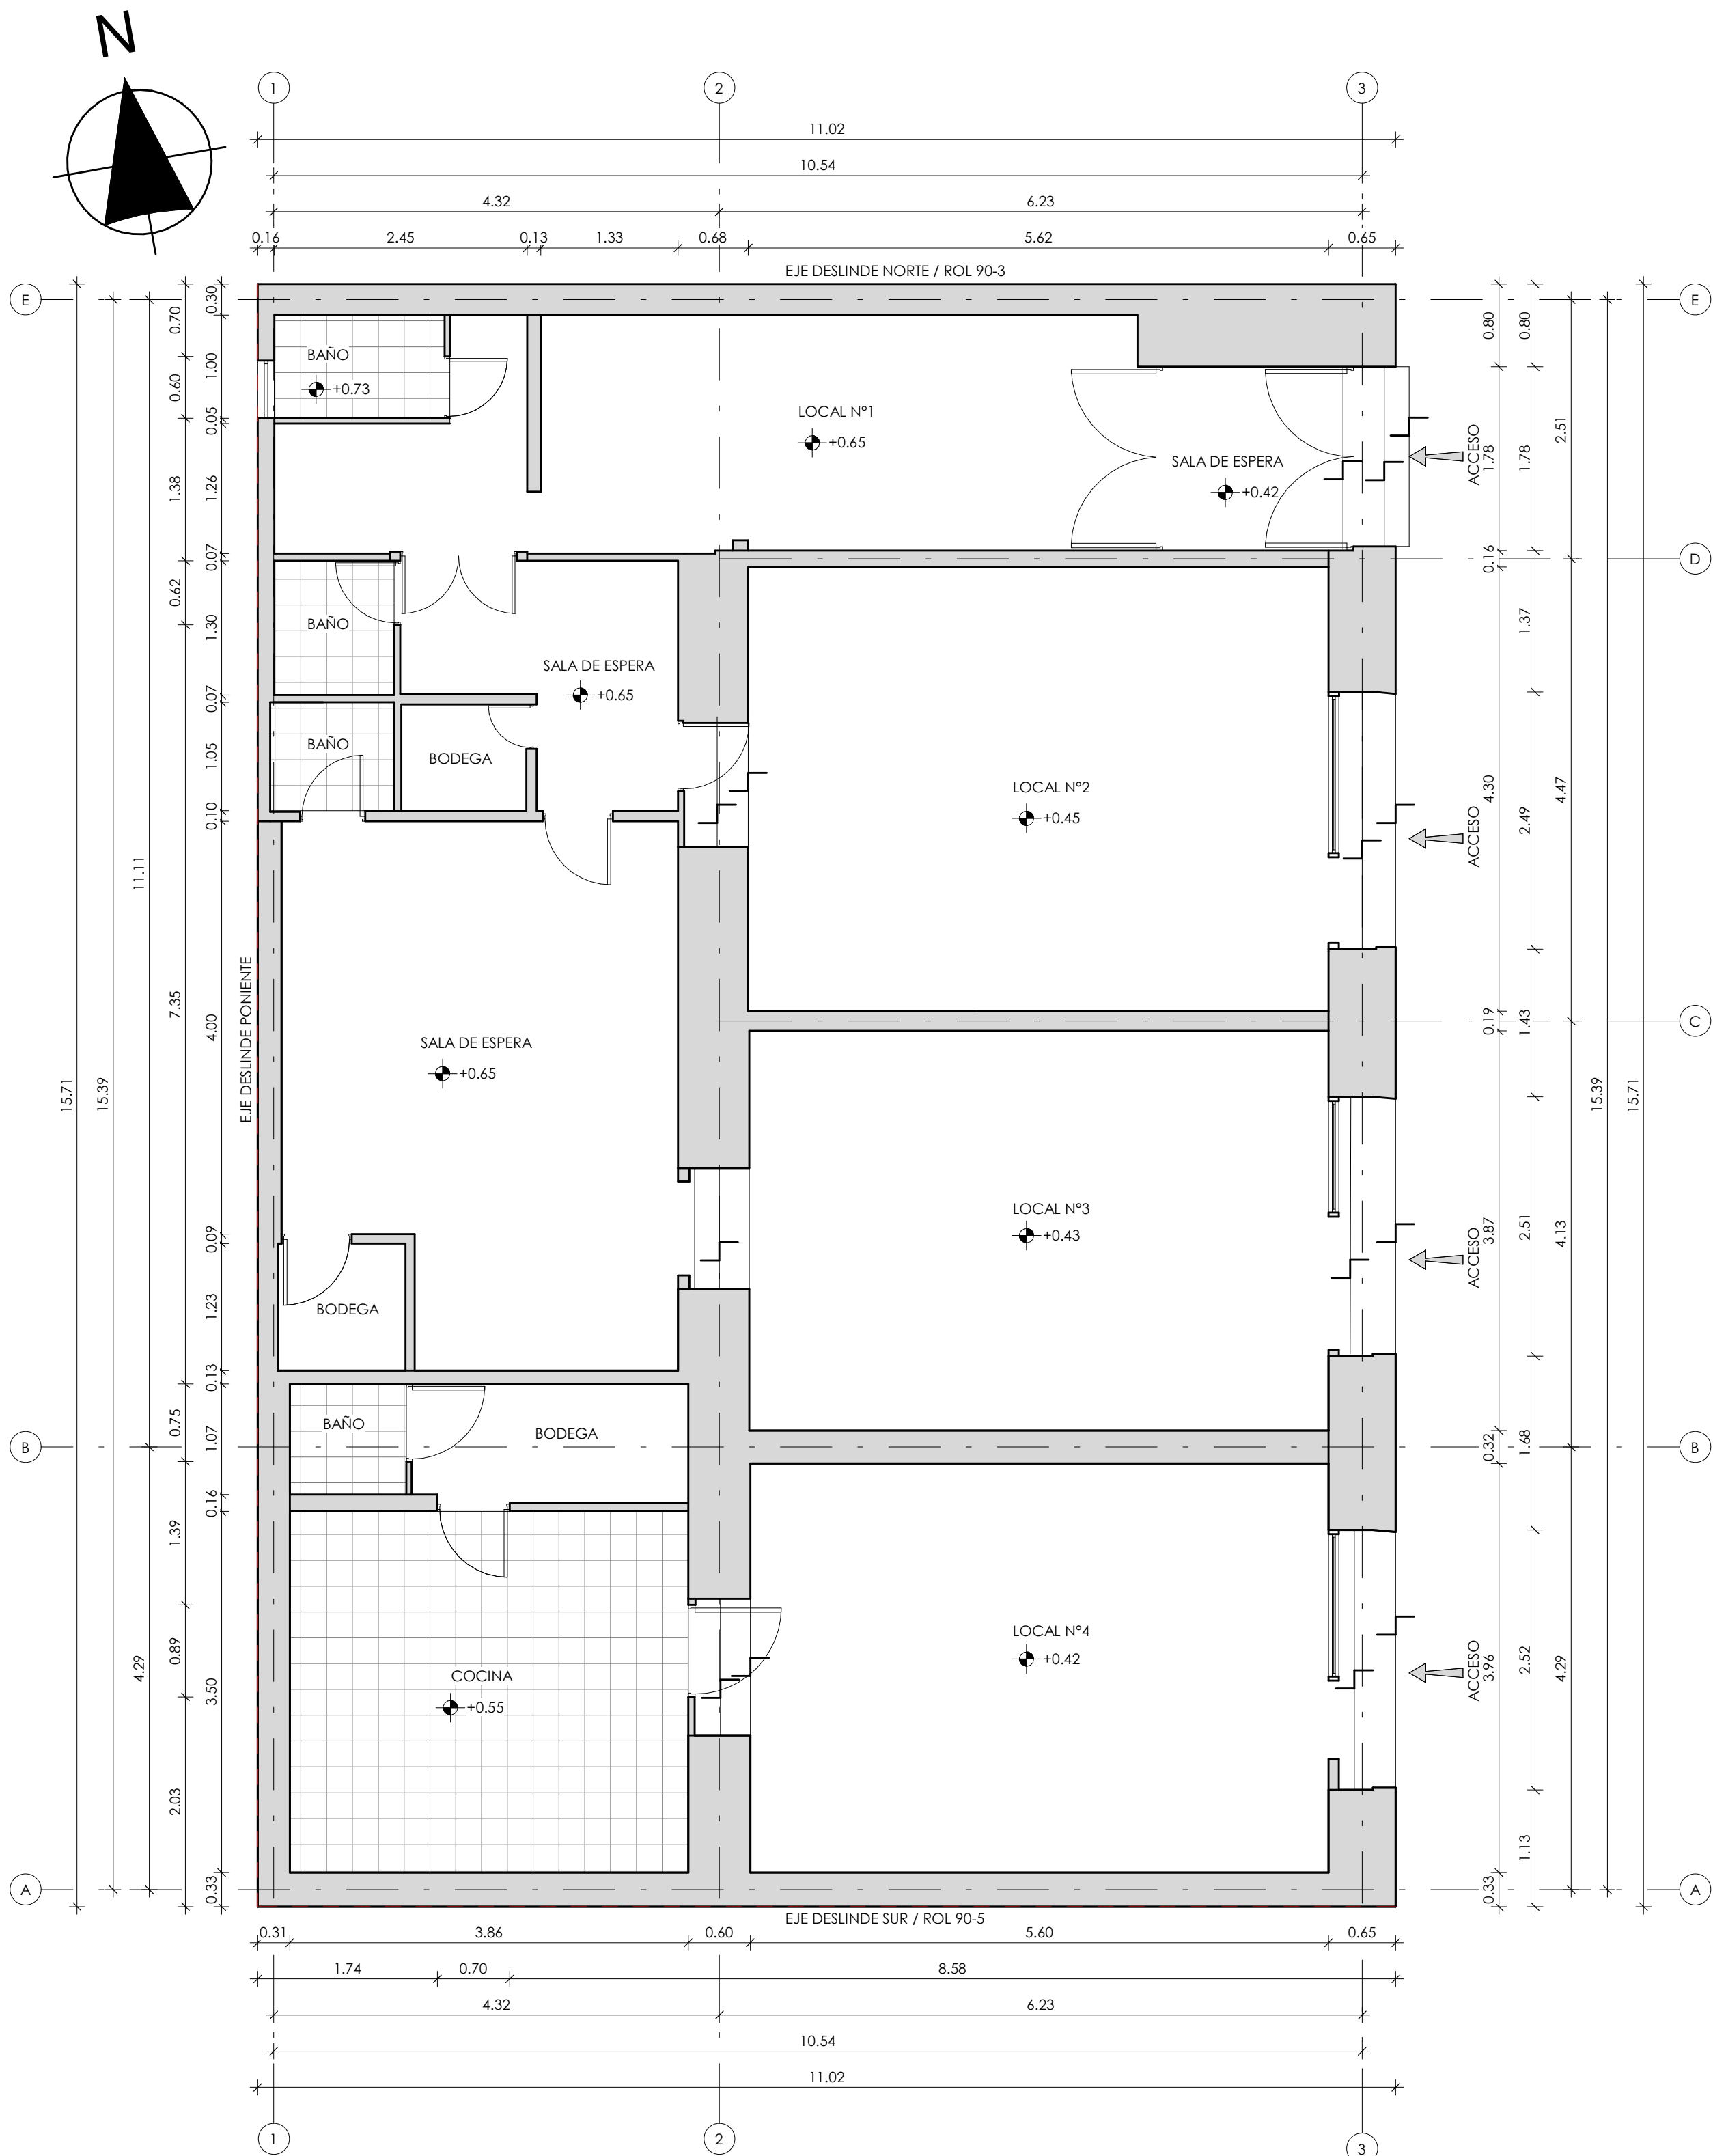 N
1
2
3
11.02
10.54
4.32
6.23
0.16
2.45
0.13
1.33
0.68
5.62
0.65
EJE DESLINDE NORTE / ROL 90-3
E
E
0.30
0.70
0.80
0.80
BAÑO
+0.73
1.00
0.60
0.05
LOCAL Nº1
+0.65
SALA DE ESPERA
+0.42
ACCESO
1.78
1.78
2.51
1.38
1.26
0.07
0.16
D
0.62
BAÑO
1.30
SALA DE ESPERA
+0.65
1.37
0.07
BAÑO
BODEGA
1.05
0.10
LOCAL Nº2
+0.45
ACCESO
4.30
2.49
4.47
11.11
7.35
4.00
EJE DESLINDE PONIENTE
SALA DE ESPERA
+0.65
0.19
1.43
C
15.71
15.39
15.39
15.71
LOCAL Nº3
+0.43
ACCESO
3.87
2.51
4.13
0.09
1.23
BODEGA
0.13
BAÑO
BODEGA
0.75
1.07
B
B
0.32
1.68
0.16
1.39
LOCAL Nº4
+0.42
ACCESO
3.96
2.52
4.29
0.89
4.29
3.50
COCINA
+0.55
2.03
1.13
0.33
0.33
A
A
EJE DESLINDE SUR / ROL 90-5
0.31
3.86
0.60
5.60
0.65
1.74
0.70
8.58
4.32
6.23
10.54
11.02
1
2
3